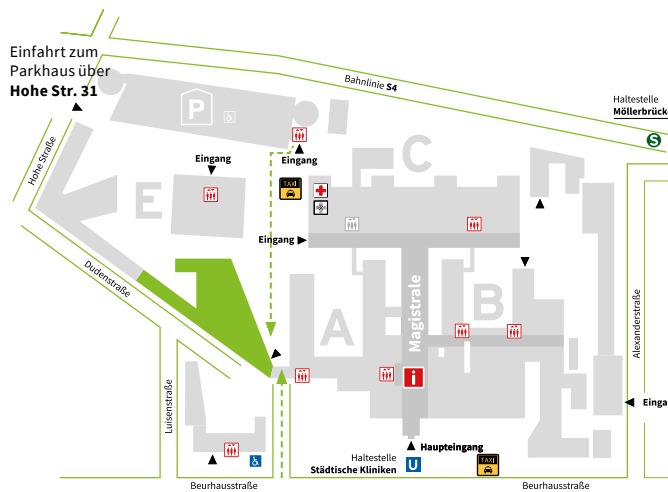 Einfahrt zum
Parkhaus über
Hohe Str. 31
Bahnlinie S4
Haltestelle
Möllerbrücke
S
P
Hohe Straße
Eingang
Eingang
TAXI
C
E
Eingang
Dudenstraße
A
Magistrale
B
Alexanderstraße
i
Luisenstraße
Einga
Haupteingang
Haltestelle
Städtische Kliniken
U
TAXI
Beurhausstraße
Beurhausstraße